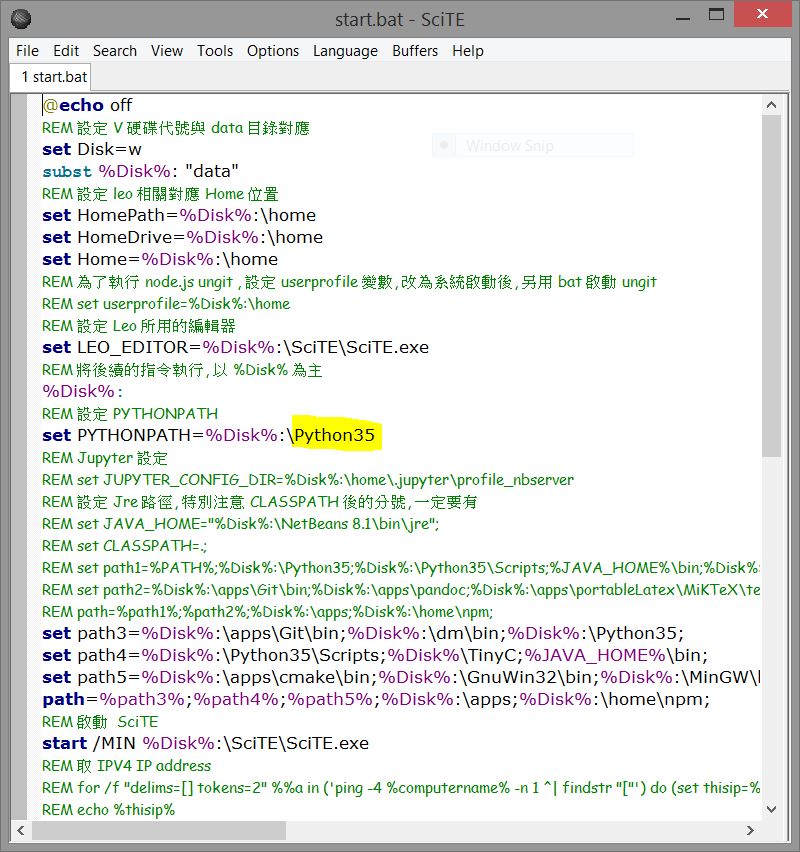 start.bat - SciTE
File Edit Search View Tools Options Language Buffers Help
1 start.bat
@echo off
REM 設定 V 硬碟代號與 data 目錄對應
set Disk=w
subst %Disk%: "data"
REM 設定 leo 相關對應 Home 位置
set HomePath=%Disk%:\home
set HomeDrive=%Disk%:\home
set Home=%Disk%:\home
REM 為了執行 node.js ungit ,設定 userprofile 變數,改為系統啟動後,另用 bat 啟動 ungit
REM set userprofile=%Disk%:\home
REM 設定 Leo 所用的編輯器
set LEO_EDITOR=%Disk%:\SciTE\SciTE.exe
REM 將後續的指令執行,以 %Disk% 為主
%Disk%:
REM 設定 PYTHONPATH
set PYTHONPATH=%Disk%:\Python35
REM Jupyter 設定
REM set JUPYTER_CONFIG_DIR=%Disk%:\home\.jupyter\profile_nbserver
REM 設定 Jre 路徑,特別注意 CLASSPATH 後的分號,一定要有
REM set JAVA_HOME="%Disk%:\NetBeans 8.1\bin\jre";
REM set CLASSPATH=.;
REM set path1=%PATH%;%Disk%:\Python35;%Disk%:\Python35\Scripts;%JAVA_HOME%\bin;%Disk%:
REM set path2=%Disk%:\apps\Git\bin;%Disk%:\apps\pandoc;%Disk%:\apps\portableLatex\MiKTeX\te
REM path=%path1%;%path2%;%Disk%:\apps;%Disk%:\home\npm;
set path3=%Disk%:\apps\Git\bin;%Disk%:\dm\bin;%Disk%:\Python35;
set path4=%Disk%:\Python35\Scripts;%Disk%\TinyC;%JAVA_HOME%\bin;
set path5=%Disk%:\apps\cmake\bin;%Disk%:\GnuWin32\bin;%Disk%:\MinGW\
path=%path3%;%path4%;%path5%;%Disk%:\apps;%Disk%:\home\npm;
REM 啟動 SciTE
start /MIN %Disk%:\SciTE\SciTE.exe
REM 取 IPV4 IP address
REM for /f "delims=[] tokens=2" %%a in ('ping -4 %computername% -n 1 ^| findstr "["') do (set thisip=%
REM echo %thisip%
Window Snip